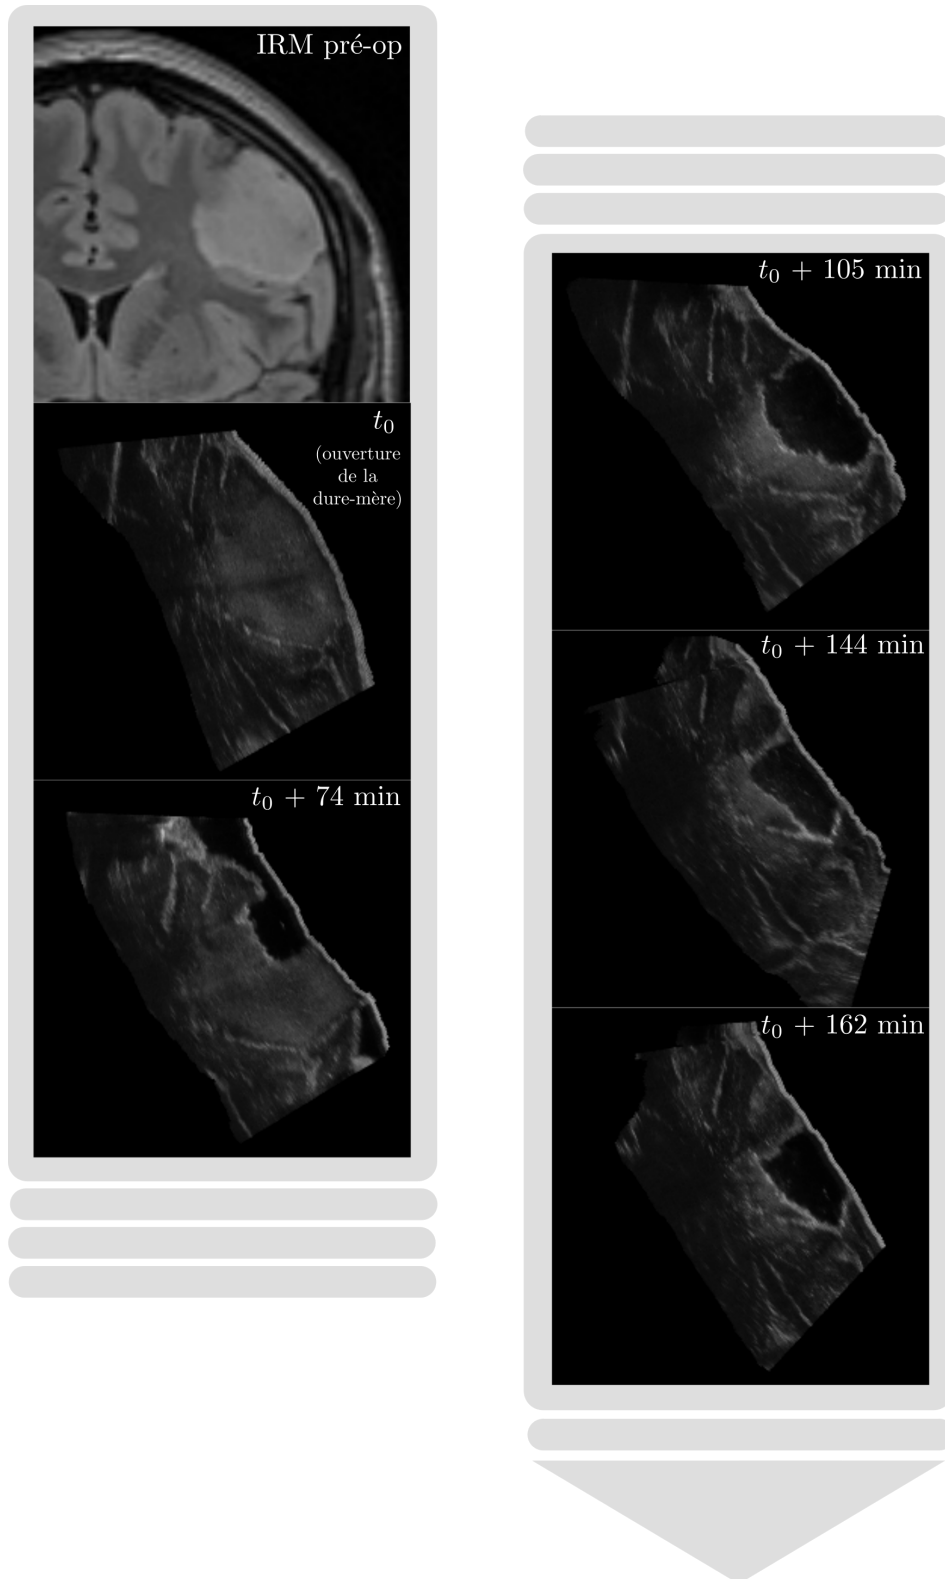 IRM pré-op
t₀
(ouverture
de la
dure-mère)
t₀ + 74 min
t₀ + 105 min
t₀ + 144 min
t₀ + 162 min